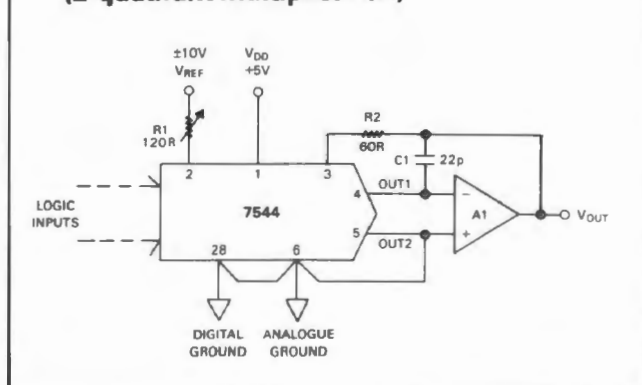 ±10V
VREF
VDD
+5V
R1
120R
R2
60R
C1
22p
2
1
3
LOGIC
INPUTS
7544
4
OUT1
5
OUT2
−
A1
+
VOUT
28
6
DIGITAL
GROUND
ANALOGUE
GROUND